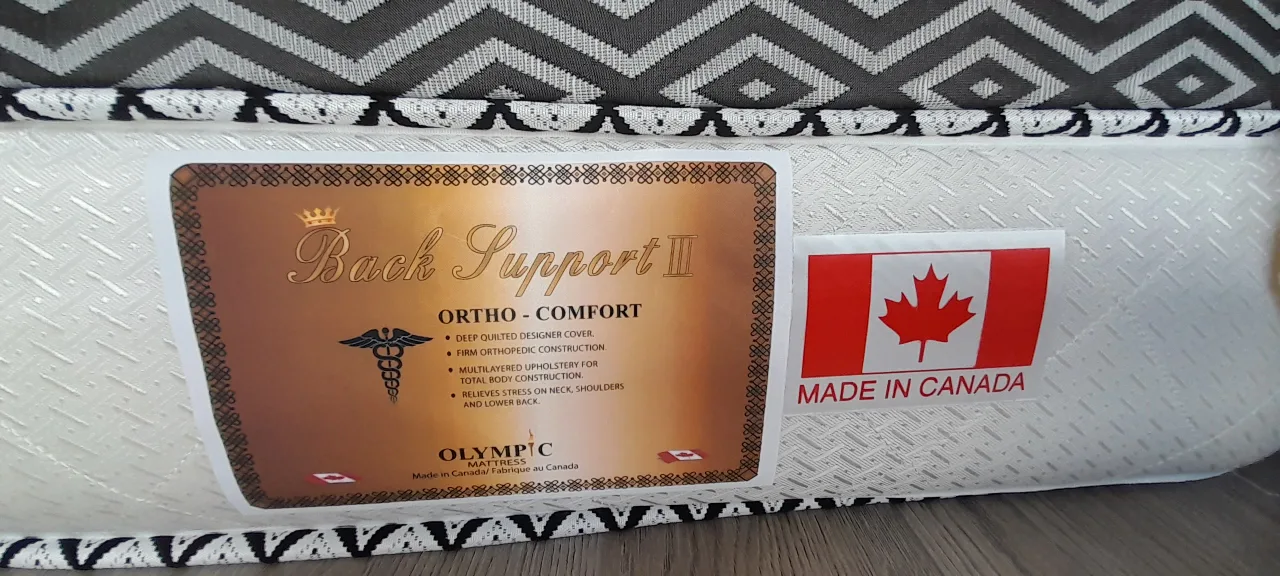 Back Support III
ORTHO - COMFORT
• DEEP QUILTED DESIGNER COVER.
• FIRM ORTHOPEDIC CONSTRUCTION.
• MULTILAYERED UPHOLSTERY FOR
TOTAL BODY CONSTRUCTION.
• RELIEVES STRESS ON NECK, SHOULDERS
AND LOWER BACK.
OLYMPIC
MATTRESS
Made in Canada/ Fabrique au Canada
MADE IN CANADA